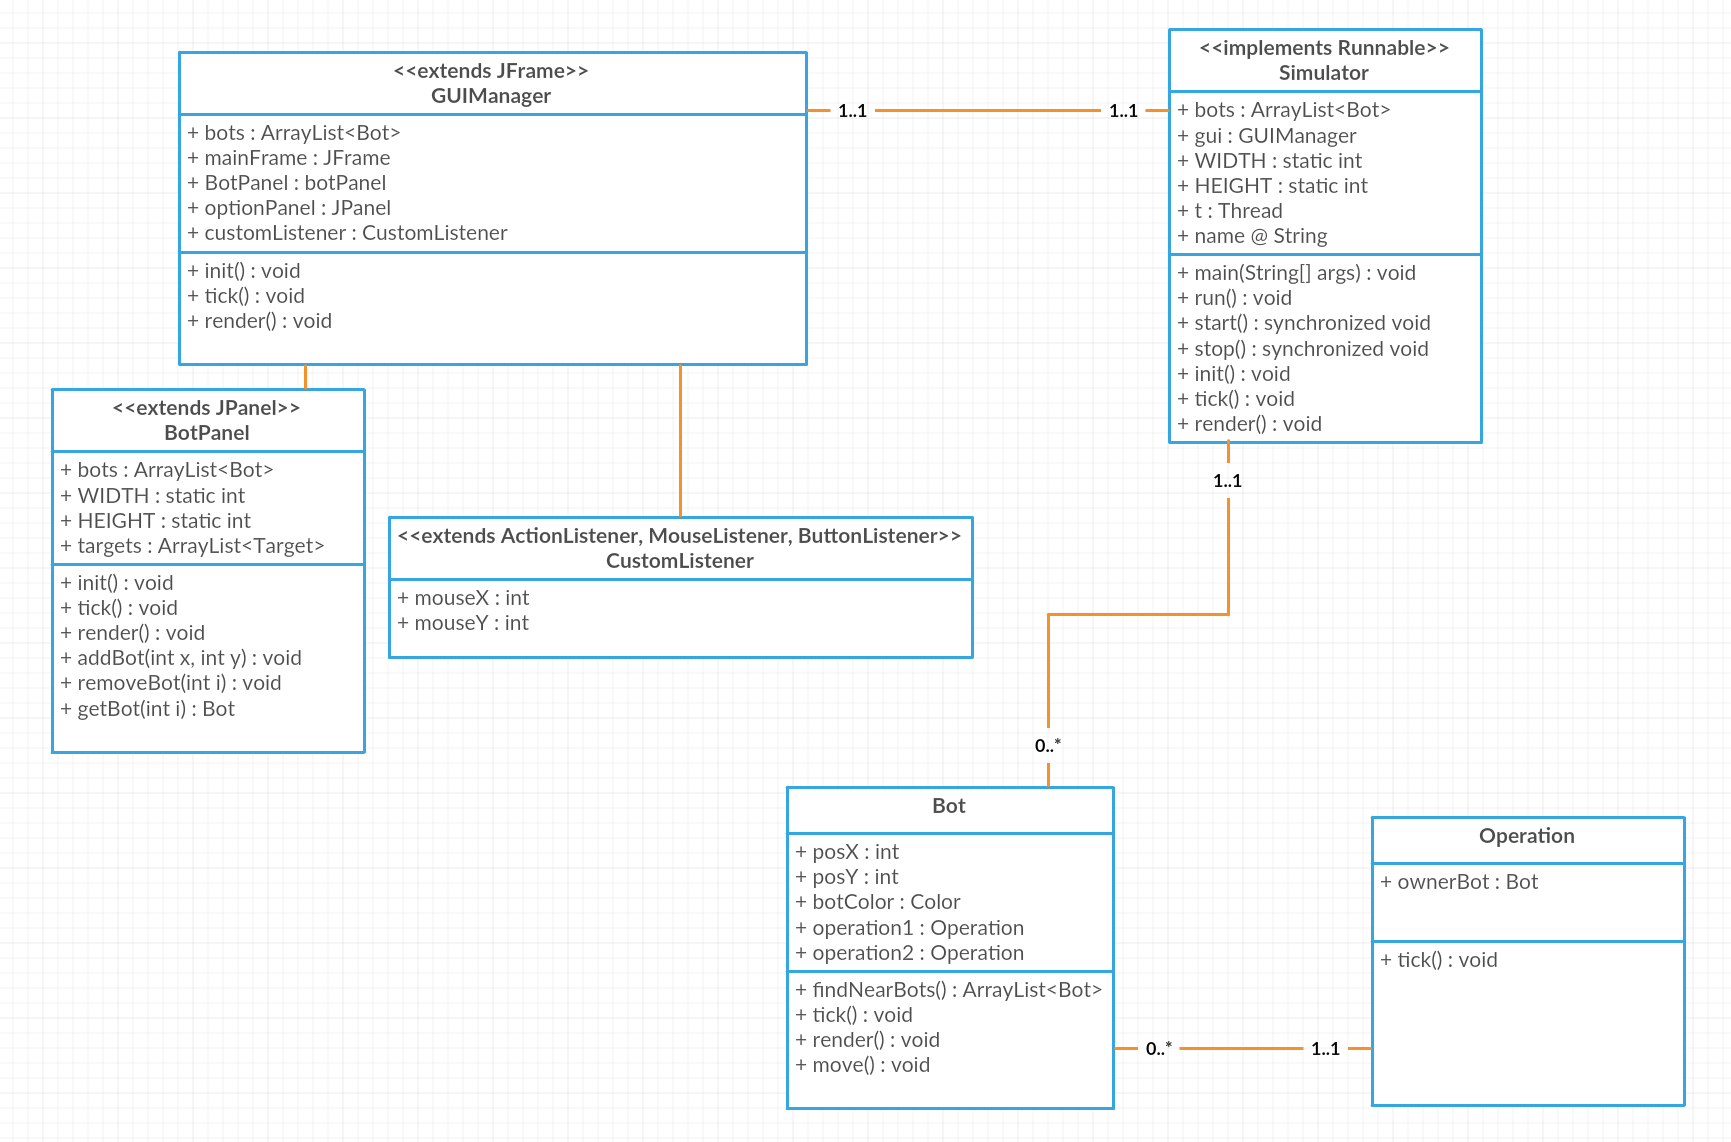 <<extends JFrame>>
GUIManager
+ bots : ArrayList<Bot>
+ mainFrame : JFrame
+ BotPanel : botPanel
+ optionPanel : JPanel
+ customListener : CustomListener
+ init() : void
+ tick() : void
+ render() : void
1..1
1..1
<<implements Runnable>>
Simulator
+ bots : ArrayList<Bot>
+ gui : GUIManager
+ WIDTH : static int
+ HEIGHT : static int
+ t : Thread
+ name @ String
+ main(String[] args) : void
+ run() : void
+ start() : synchronized void
+ stop() : synchronized void
+ init() : void
+ tick() : void
+ render() : void
<<extends JPanel>>
BotPanel
+ bots : ArrayList<Bot>
+ WIDTH : static int
+ HEIGHT : static int
+ targets : ArrayList<Target>
+ init() : void
+ tick() : void
+ render() : void
+ addBot(int x, int y) : void
+ removeBot(int i) : void
+ getBot(int i) : Bot
<<extends ActionListener, MouseListener, ButtonListener>>
CustomListener
+ mouseX : int
+ mouseY : int
1..1
0..*
Bot
+ posX : int
+ posY : int
+ botColor : Color
+ operation1 : Operation
+ operation2 : Operation
+ findNearBots() : ArrayList<Bot>
+ tick() : void
+ render() : void
+ move() : void
0..*
1..1
Operation
+ ownerBot : Bot
+ tick() : void